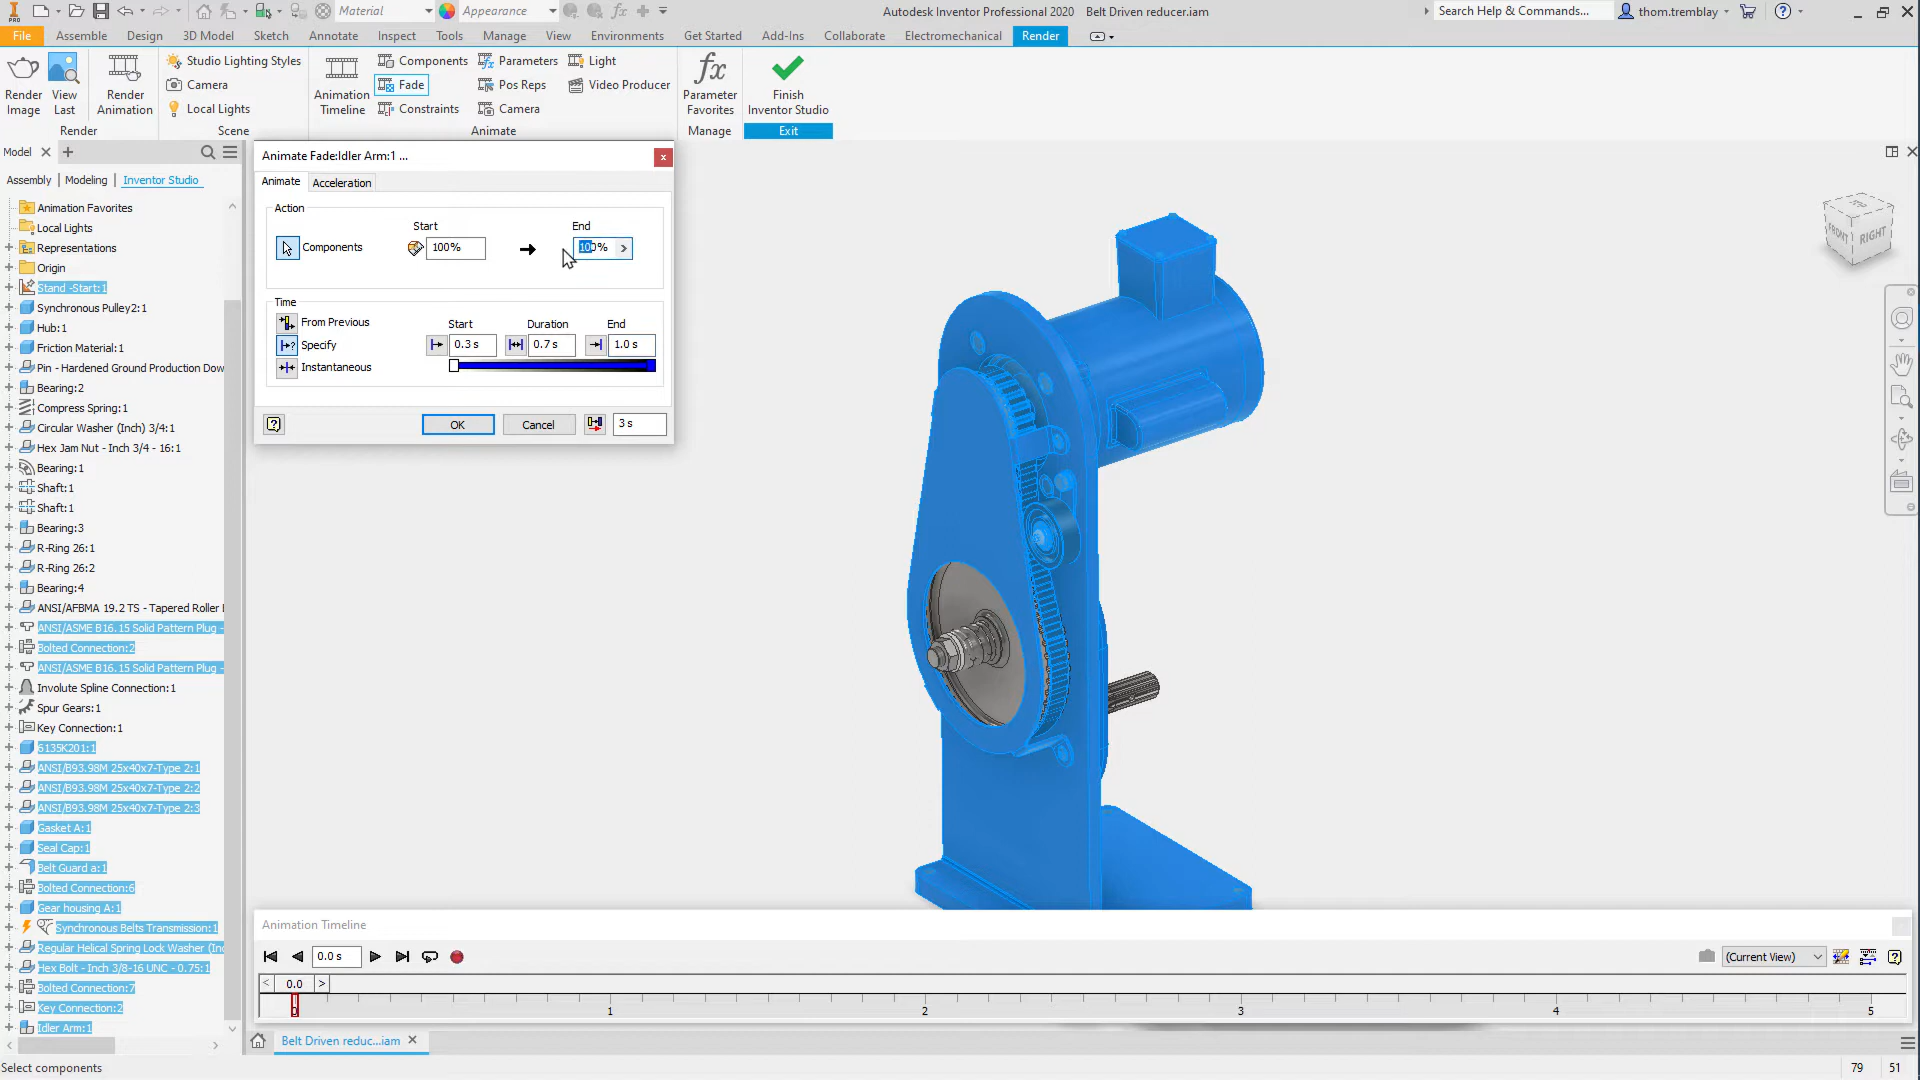 Material
Appearance
Autodesk Inventor Professional 2020 Belt Driven reducer.iam
Search Help & Commands...
thom.tremblay
File
Assemble
Design
3D Model
Sketch
Annotate
Inspect
Tools
Manage
View
Environments
Get Started
Add-Ins
Collaborate
Electromechanical
Render
Render Image
View Last
Render Animation
Studio Lighting Styles
Camera
Local Lights
Animation Timeline
Components
Fade
Constraints
Parameters
Pos Reps
Camera
Light
Video Producer
fx
Parameter Favorites
Finish Inventor Studio
Render
Scene
Animate
Manage
Exit
Model
Assembly | Modeling | Inventor Studio
Animation Favorites
Local Lights
Representations
Origin
Stand -Start:1
Synchronous Pulley2:1
Hub:1
Friction Material:1
Pin - Hardened Ground Production Dow
Bearing:2
Compress Spring:1
Circular Washer (Inch) 3/4:1
Hex Jam Nut - Inch 3/4 - 16:1
Bearing:1
Shaft:1
Shaft:1
Bearing:3
R-Ring 26:1
R-Ring 26:2
Bearing:4
ANSI/AFBMA 19.2 TS - Tapered Roller
ANSI/ASME B16.15 Solid Pattern Plug -
Bolted Connection:2
ANSI/ASME B16.15 Solid Pattern Plug -
Involute Spline Connection:1
Spur Gears:1
Key Connection:1
6135K201:1
ANSI/B93.98M 25x40x7-Type 2:1
ANSI/B93.98M 25x40x7-Type 2:2
ANSI/B93.98M 25x40x7-Type 2:3
Gasket A:1
Seal Cap:1
Belt Guard a:1
Bolted Connection:6
Gear housing A:1
Synchronous Belts Transmission:1
Regular Helical Spring Lock Washer (Inc
Hex Bolt - Inch 3/8-16 UNC - 0.75:1
Bolted Connection:7
Key Connection:2
Idler Arm:1
Animate Fade:Idler Arm:1 ...
Animate
Acceleration
Action
Start
End
Components
100%
100%
Time
From Previous
Start
Duration
End
Specify
0.3 s
0.7 s
1.0 s
Instantaneous
OK
Cancel
3 s
FRONT
RIGHT
Animation Timeline
0.0 s
(Current View)
< 0.0 >
0
1
2
3
4
5
Belt Driven reduc...iam
Select components
79
51